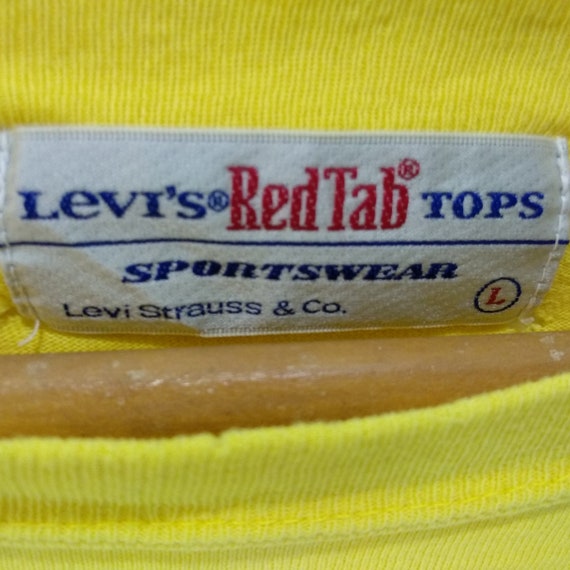 LEVI'S® RedTab® TOPS
SPORTSWEAR
Levi Strauss & Co. L